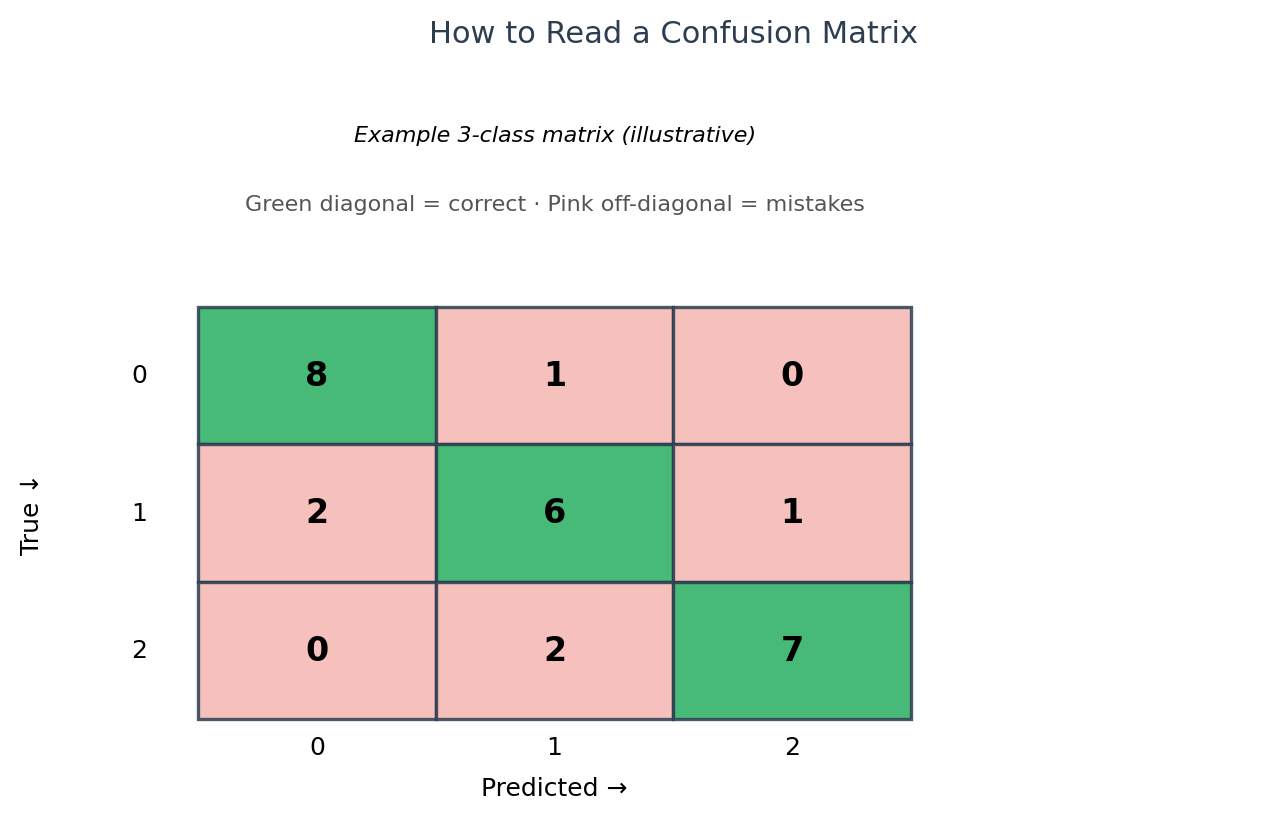 How to Read a Confusion Matrix
Example 3-class matrix (illustrative)
Green diagonal = correct · Pink off-diagonal = mistakes
0 8 1 0
True ↓
1 2 6 1
2 0 2 7
0 1 2
Predicted →